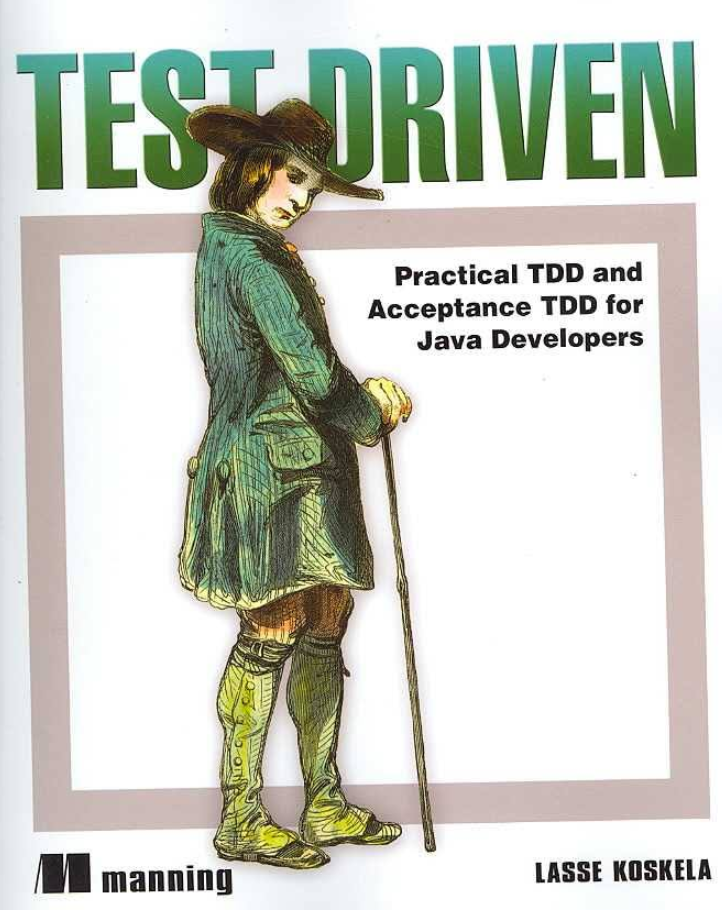 TEST DRIVEN
Practical TDD and
Acceptance TDD for
Java Developers
manning
LASSE KOSKELA